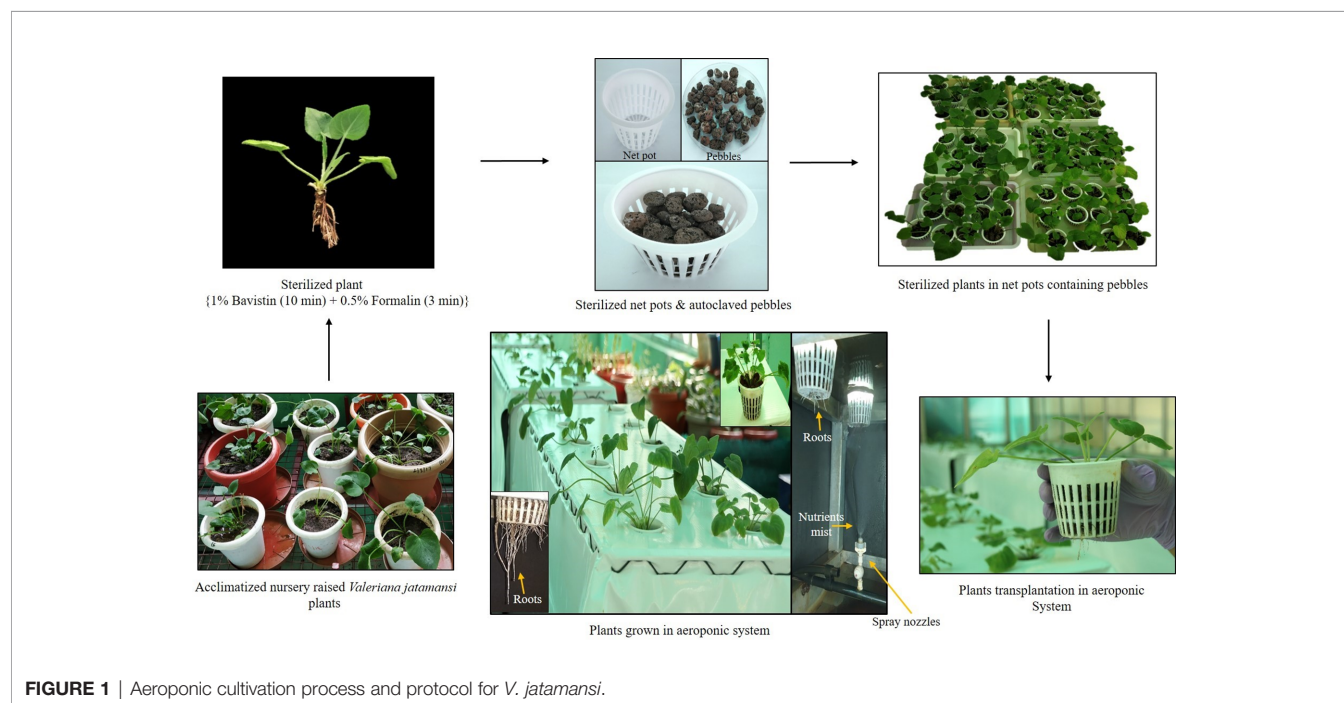 Net pot
Pebbles
Sterilized plant
{1% Bavistin (10 min) + 0.5% Formalin (3 min)}
Sterilized net pots & autoclaved pebbles
Sterilized plants in net pots containing pebbles
Acclimatized nursery raised Valeriana jatamansi
plants
Roots
Roots
Nutrients
mist
Spray nozzles
Plants grown in aeroponic system
Plants transplantation in aeroponic
System
FIGURE 1 | Aeroponic cultivation process and protocol for V. jatamansi.